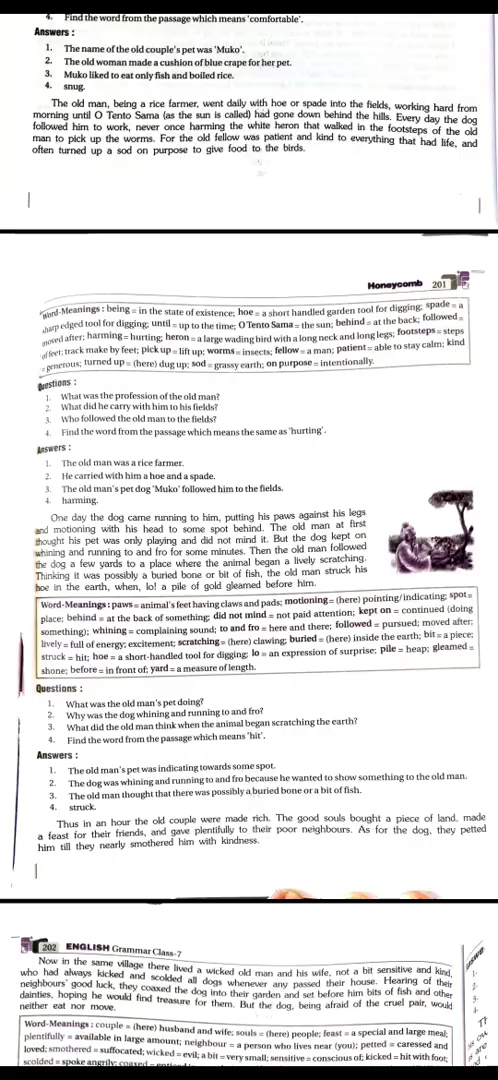 4. Find the word from the passage which means 'comfortable'.
Answers :
1. The name of the old couple's pet was 'Muko'.
2. The old woman made a cushion of blue crape for her pet.
3. Muko liked to eat only fish and boiled rice.
4. snug.
The old man, being a rice farmer, went daily with hoe or spade into the fields, working hard from
morning until O Tento Sama (as the sun is called) had gone down behind the hills. Every day the dog
followed him to work, never once harming the white heron that walked in the footsteps of the old
man to pick up the worms. For the old fellow was patient and kind to everything that had life, and
often turned up a sod on purpose to give food to the birds.
Honeycomb 201
Word-Meanings : being = in the state of existence; hoe = a short handled garden tool for digging; spade = a
sharp edged tool for digging; until = up to the time; O Tento Sama = the sun; behind = at the back; followed =
moved after; harming = hurting; heron = a large wading bird with a long neck and long legs; footsteps = steps
of feet; track make by feet; pick up = lift up; worms = insects; fellow = a man; patient = able to stay calm; kind
= generous; turned up = (here) dug up; sod = grassy earth; on purpose = intentionally.
Questions :
1. What was the profession of the old man?
2. What did he carry with him to his fields?
3. Who followed the old man to the fields?
4. Find the word from the passage which means the same as 'hurting'.
Answers :
1. The old man was a rice farmer.
2. He carried with him a hoe and a spade.
3. The old man's pet dog 'Muko' followed him to the fields.
4. harming.
One day the dog came running to him, putting his paws against his legs
and motioning with his head to some spot behind. The old man at first
thought his pet was only playing and did not mind it. But the dog kept on
whining and running to and fro for some minutes. Then the old man followed
the dog a few yards to a place where the animal began a lively scratching.
Thinking it was possibly a buried bone or bit of fish, the old man struck his
hoe in the earth, when, lo! a pile of gold gleamed before him.
Word-Meanings : paws = animal's feet having claws and pads; motioning = (here) pointing/indicating; spot =
place; behind = at the back of something; did not mind = not paid attention; kept on = continued (doing
something); whining = complaining sound; to and fro = here and there; followed = pursued; moved after;
lively = full of energy; excitement; scratching = (here) clawing; buried = (here) inside the earth; bit = a piece;
struck = hit; hoe = a short-handled tool for digging; lo = an expression of surprise; pile = heap; gleamed =
shone; before = in front of; yard = a measure of length.
Questions :
1. What was the old man's pet doing?
2. Why was the dog whining and running to and fro?
3. What did the old man think when the animal began scratching the earth?
4. Find the word from the passage which means 'hit'.
Answers :
1. The old man's pet was indicating towards some spot.
2. The dog was whining and running to and fro because he wanted to show something to the old man.
3. The old man thought that there was possibly a buried bone or a bit of fish.
4. struck.
Thus in an hour the old couple were made rich. The good souls bought a piece of land, made
a feast for their friends, and gave plentifully to their poor neighbours. As for the dog, they petted
him till they nearly smothered him with kindness.
202 ENGLISH Grammar Class-7
Now in the same village there lived a wicked old man and his wife, not a bit sensitive and kind,
who had always kicked and scolded all dogs whenever any passed their house. Hearing of their
neighbours' good luck, they coaxed the dog into their garden and set before him bits of fish and other
dainties, hoping he would find treasure for them. But the dog, being afraid of the cruel pair, would
neither eat nor move.
Word-Meanings : couple = (here) husband and wife; souls = (here) people; feast = a special and large meal;
plentifully = available in large amount; neighbour = a person who lives near (you); petted = caressed and
loved; smothered = suffocated; wicked = evil; a bit = very small; sensitive = conscious of; kicked = hit with foot;
scolded = spoke angrily; coaxed =
1.
2.
3.
4.